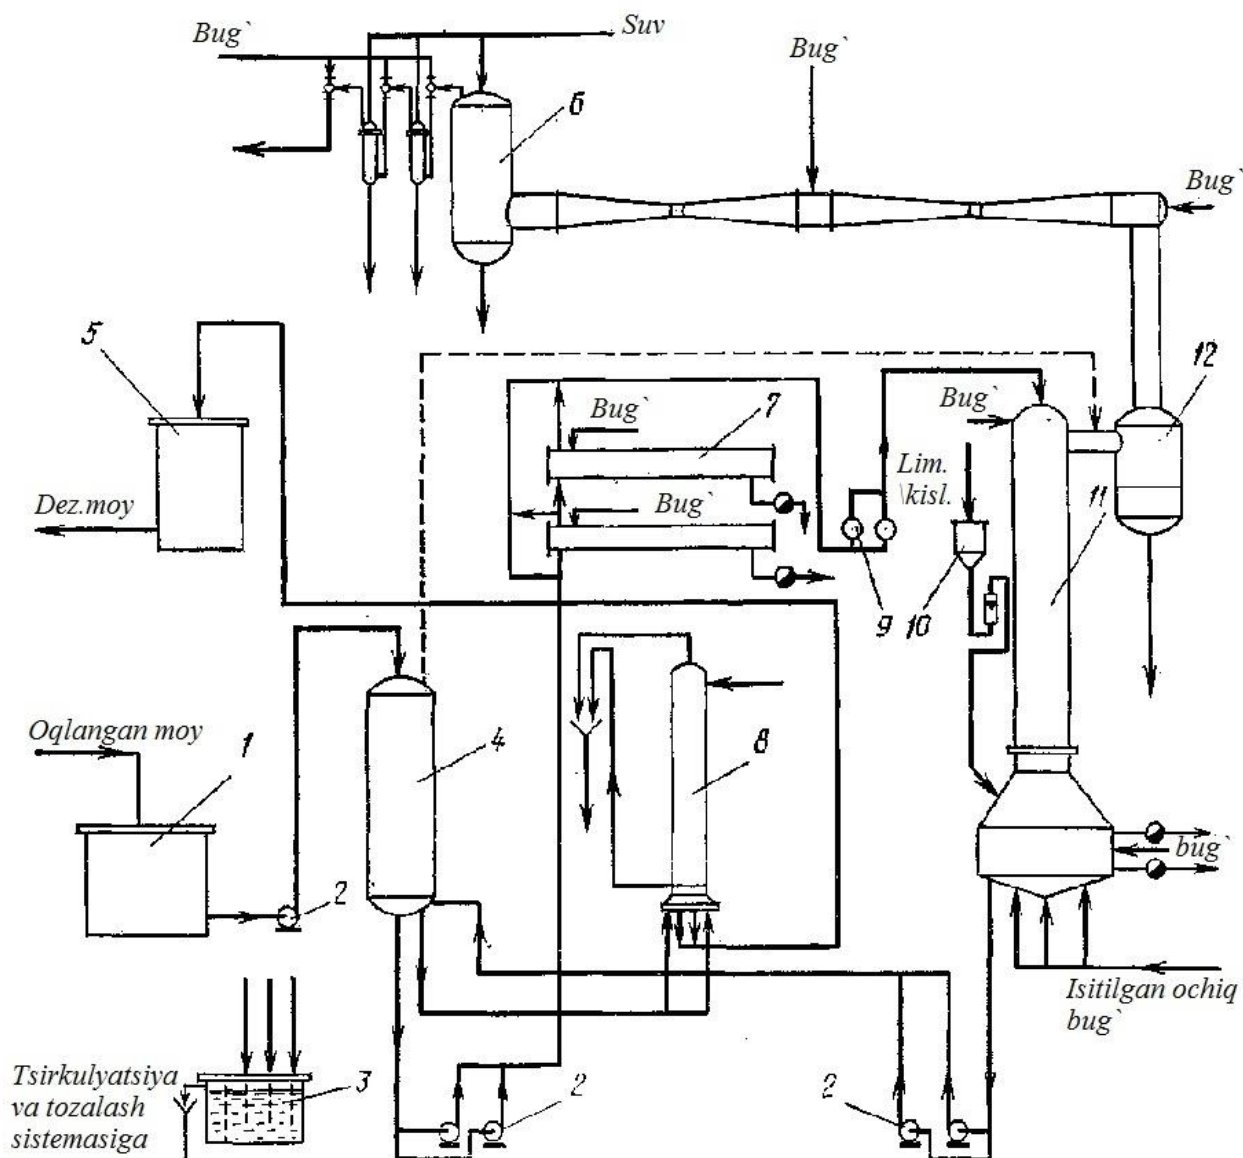 Bug`
Suv
Bug`
6
Bug`
5
12
Bug`
7
Bug`
Lim.
\kisl.
Bug`
Dez.moy
11
9
10
Oqlangan moy
1
4
8
bug`
2
Isitilgan ochiq
bug`
Tsirkulyatsiya
va tozalash
sistemasiga
3
2
2